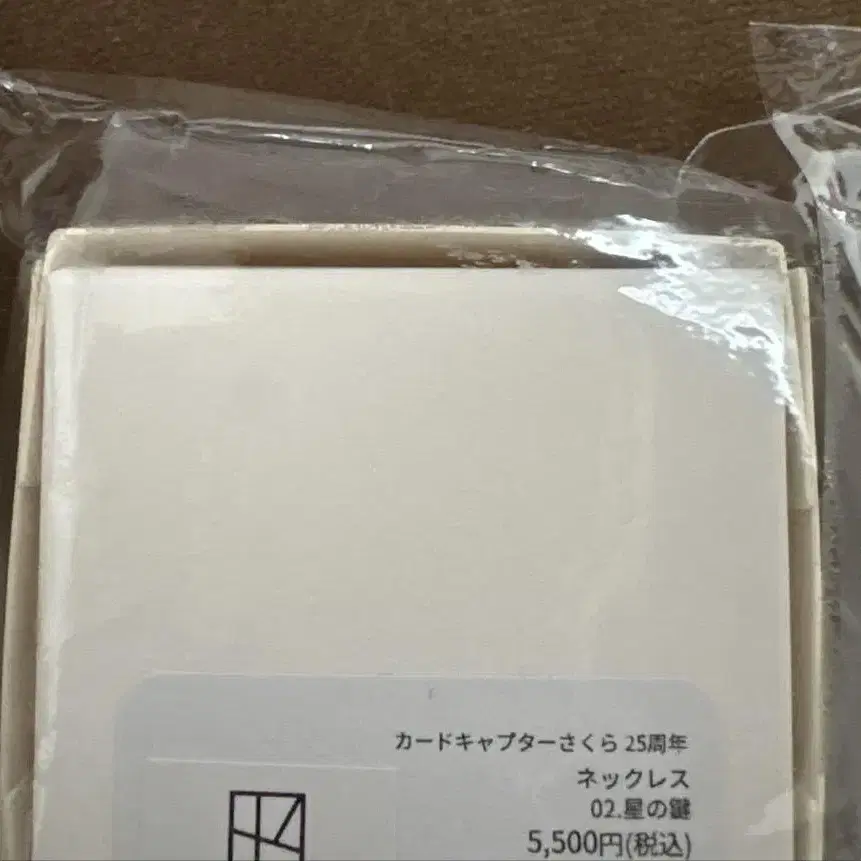 カードキャプターさくら 25周年
ネックレス
02.星の鍵
5,500円(税込)